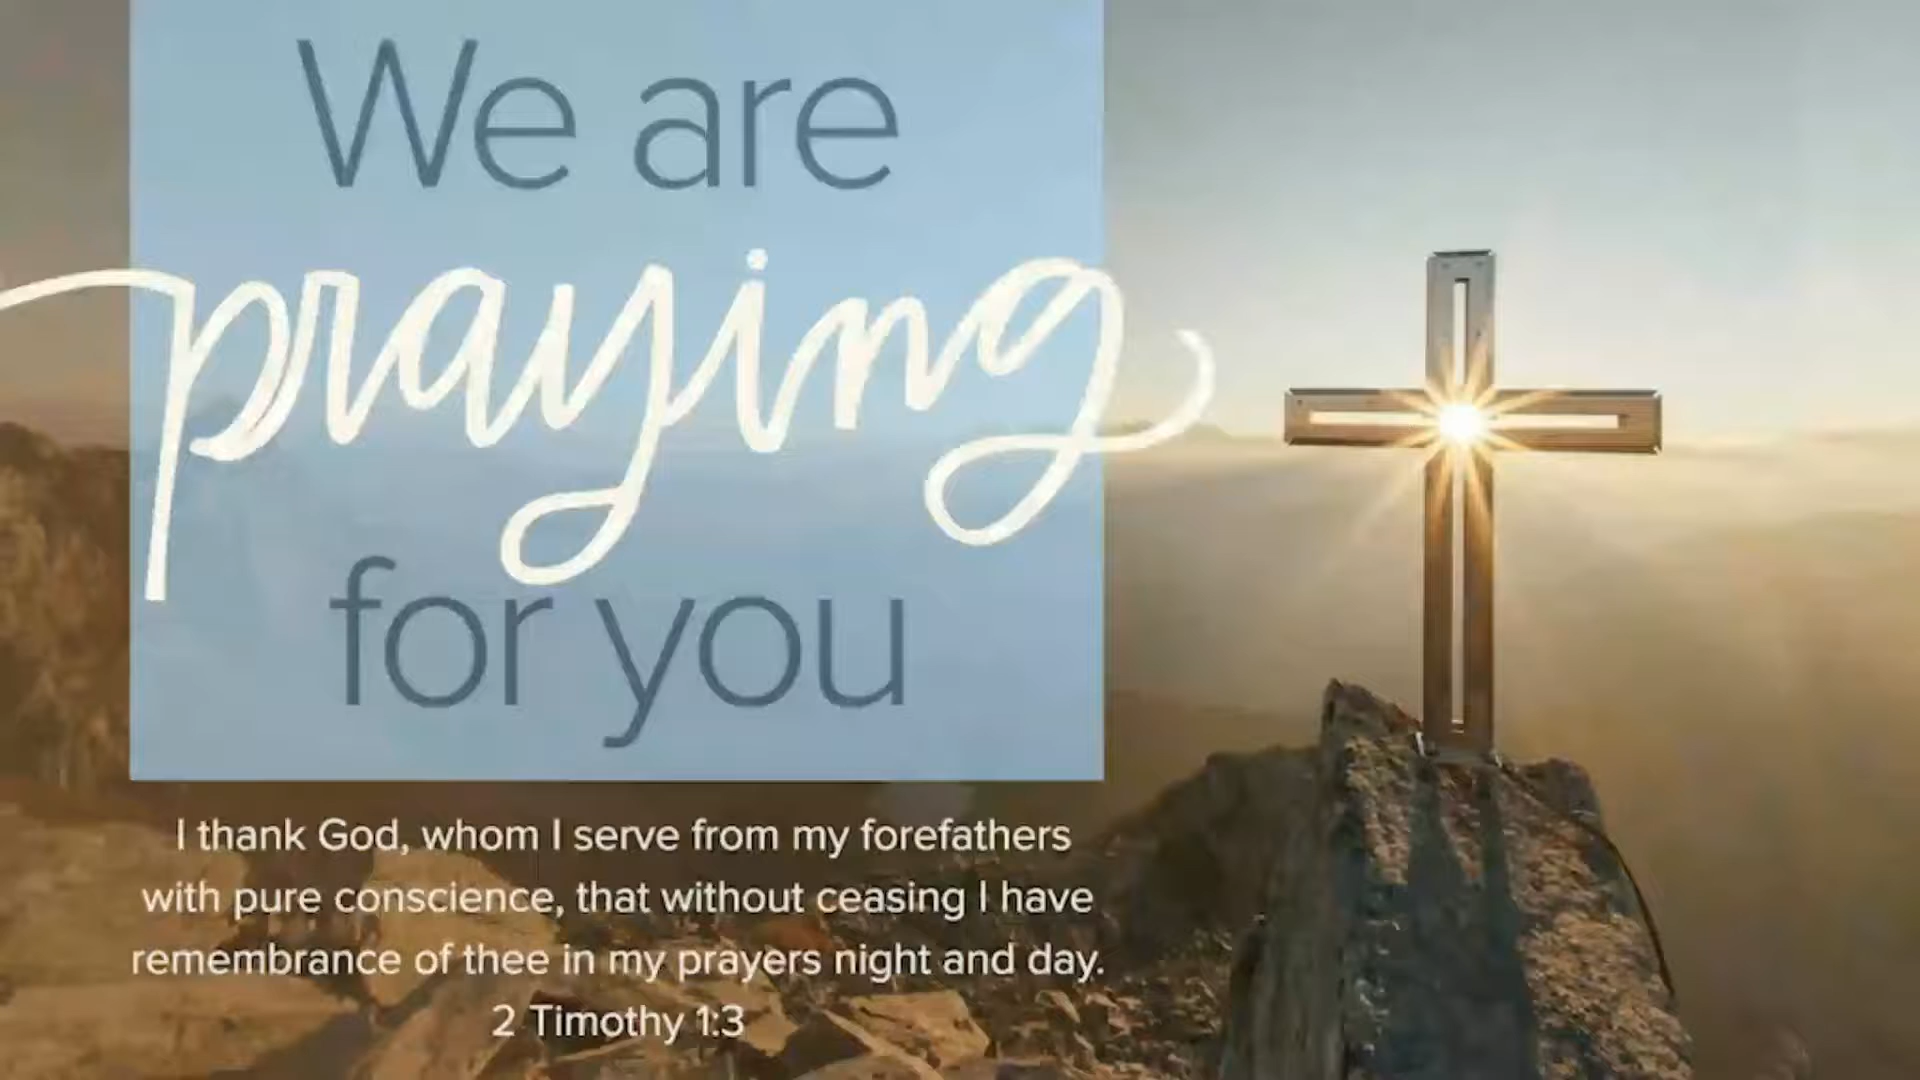 We are
praying
for you
I thank God, whom I serve from my forefathers
with pure conscience, that without ceasing I have
remembrance of thee in my prayers night and day.
2 Timothy 1:3